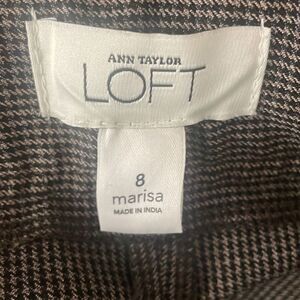 ANN TAYLOR
LOFT
8
marisa
MADE IN INDIA